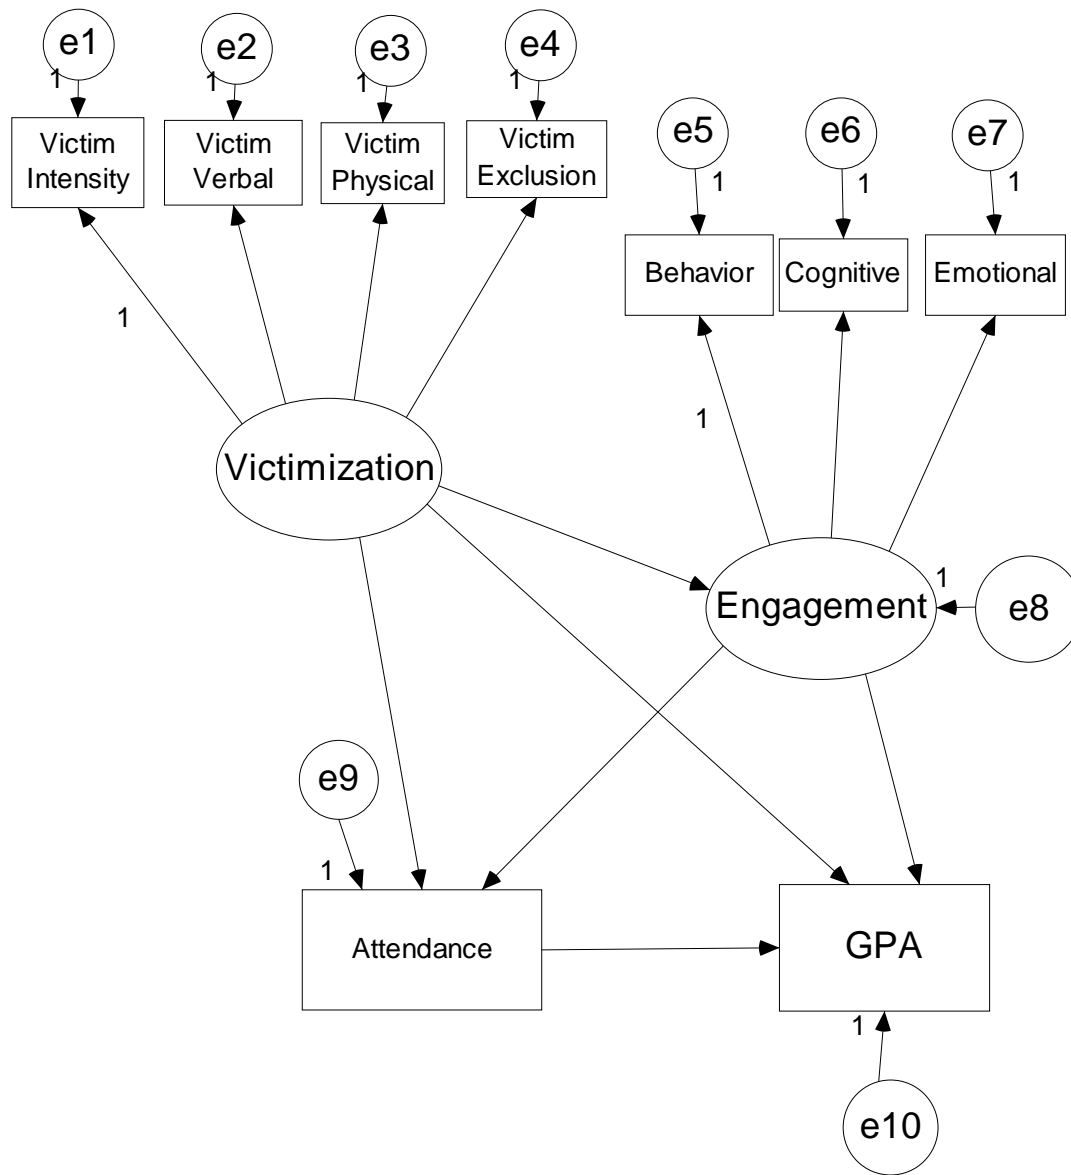 e1
e2
e3
e4
1
1
1
1
Victim
Intensity
Victim
Verbal
Victim
Physical
Victim
Exclusion
e5
e6
e7
1
1
1
Behavior
Cognitive
Emotional
1
1
Victimization
Engagement
1
e8
e9
1
Attendance
GPA
1
e10